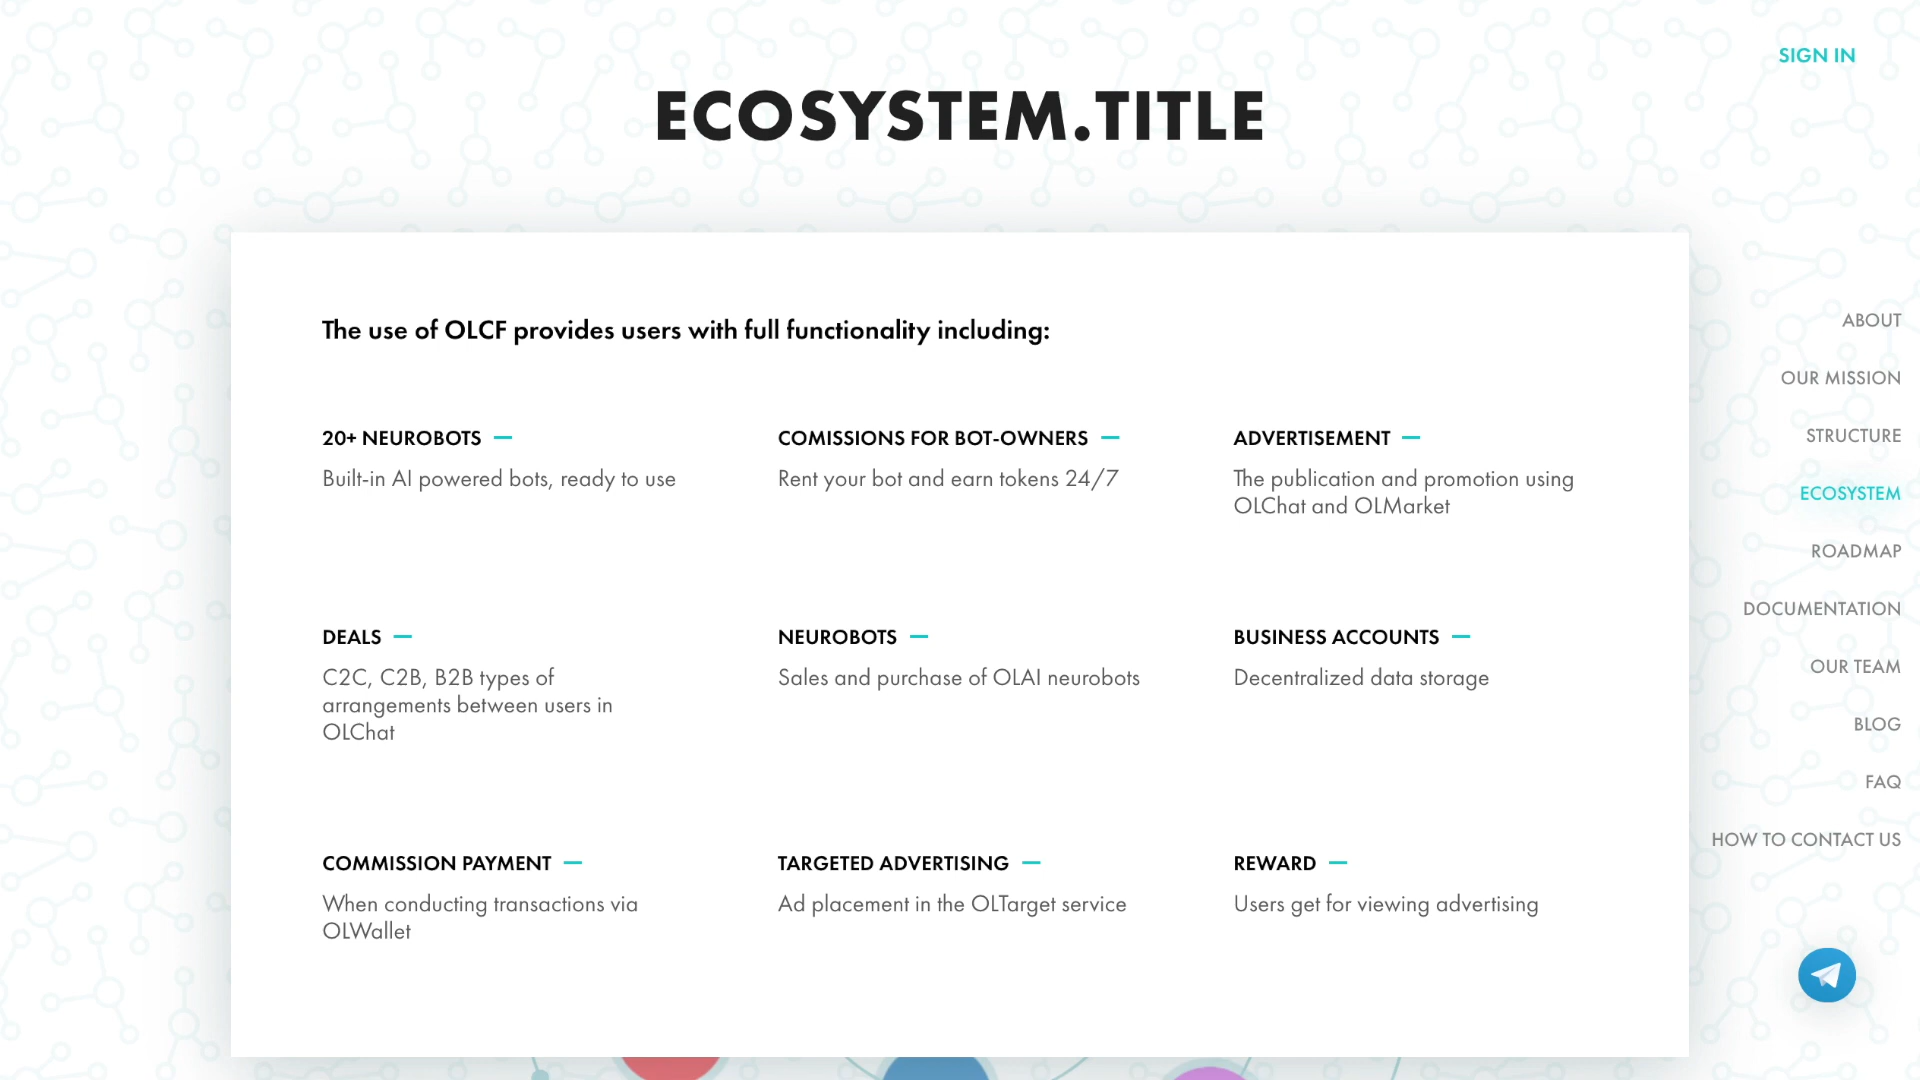 SIGN IN
ECOSYSTEM.TITLE
The use of OLCF provides users with full functionality including:
20+ NEUROBOTS
Built-in AI powered bots, ready to use
COMISSIONS FOR BOT-OWNERS
Rent your bot and earn tokens 24/7
ADVERTISEMENT
The publication and promotion using
OLChat and OLMarket
DEALS
C2C, C2B, B2B types of
arrangements between users in
OLChat
NEUROBOTS
Sales and purchase of OLAI neurobots
BUSINESS ACCOUNTS
Decentralized data storage
COMMISSION PAYMENT
When conducting transactions via
OLWallet
TARGETED ADVERTISING
Ad placement in the OLTarget service
REWARD
Users get for viewing advertising
ABOUT
OUR MISSION
STRUCTURE
ECOSYSTEM
ROADMAP
DOCUMENTATION
OUR TEAM
BLOG
FAQ
HOW TO CONTACT US